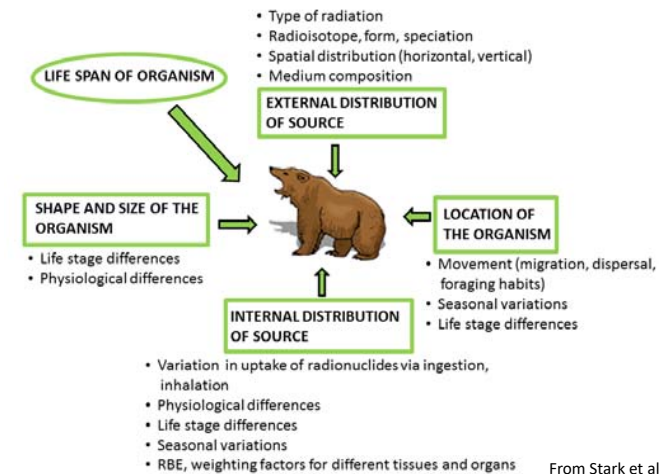 • Type of radiation
• Radioisotope, form, speciation
• Spatial distribution (horizontal, vertical)
• Medium composition
LIFE SPAN OF ORGANISM
EXTERNAL DISTRIBUTION
OF SOURCE
SHAPE AND SIZE OF THE
ORGANISM
• Life stage differences
• Physiological differences
LOCATION OF
THE ORGANISM
• Movement (migration, dispersal,
foraging habits)
• Seasonal variations
• Life stage differences
INTERNAL DISTRIBUTION
OF SOURCE
• Variation in uptake of radionuclides via ingestion,
inhalation
• Physiological differences
• Life stage differences
• Seasonal variations
• RBE, weighting factors for different tissues and organs
From Stark et al